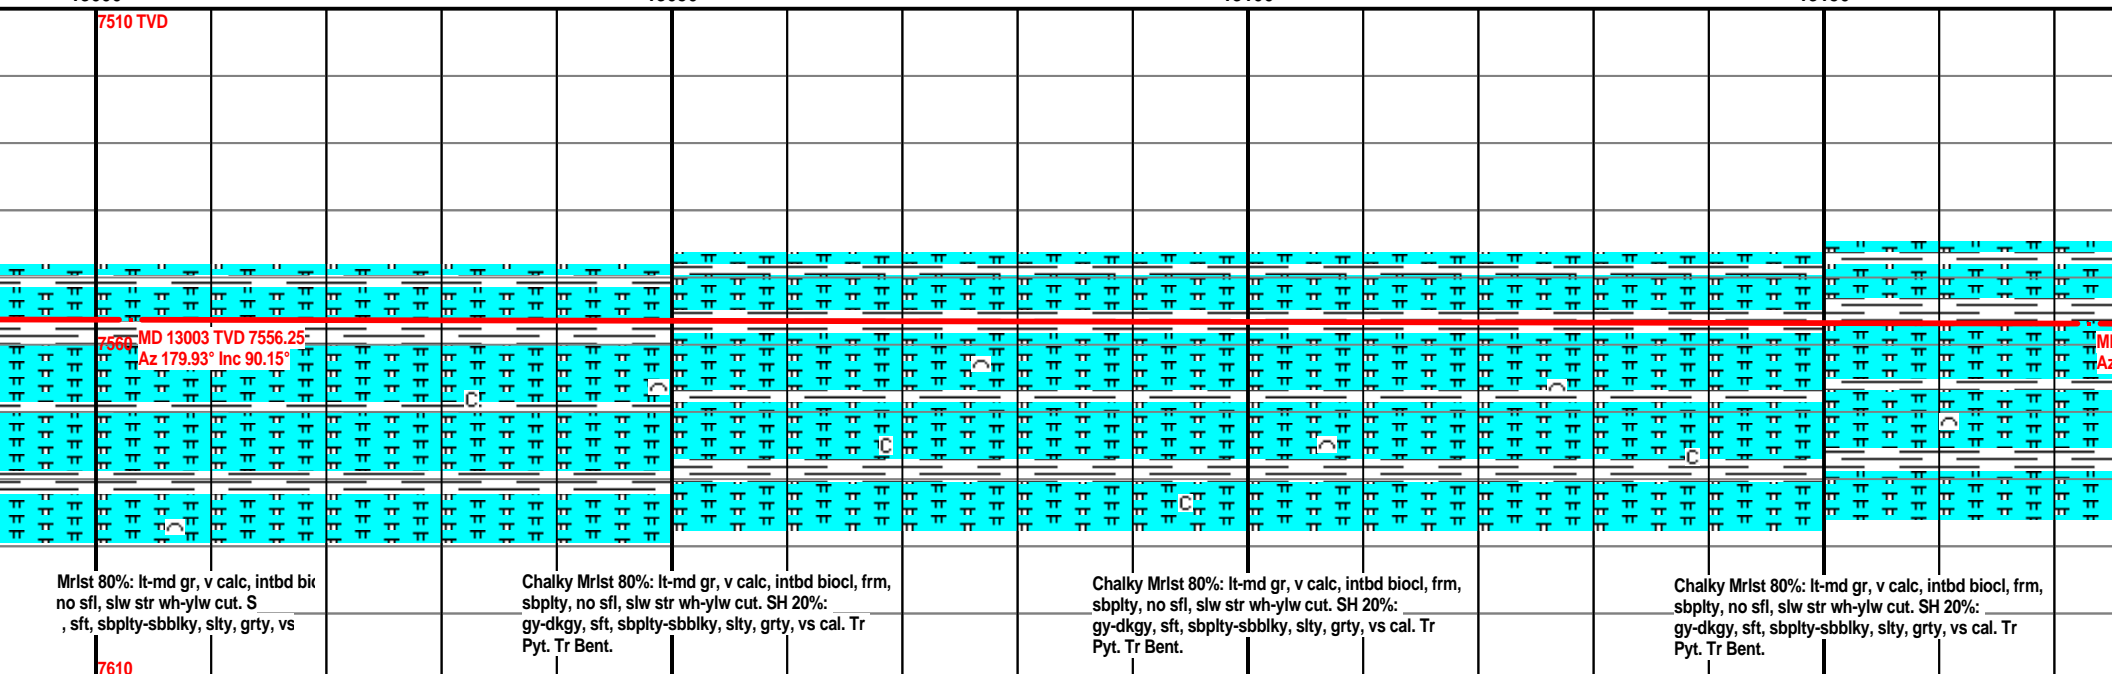 7510 TVD
MD 13003 TVD 7556.25
7560
Az 179.93° Inc 90.15°
C
C
C
C
Mrlst 80%: lt-md gr, v calc, intbd
no sfl, slw str wh-ylw cut. S
, sft, sbplty-sbblky, slty, grty, vs
Chalky Mrlst 80%: lt-md gr, v calc, intbd biocl, frm,
sbplty, no sfl, slw str wh-ylw cut. SH 20%:
gy-dkgy, sft, sbplty-sbblky, slty, grty, vs cal. Tr
Pyt. Tr Bent.
Chalky Mrlst 80%: lt-md gr, v calc, intbd biocl, frm,
sbplty, no sfl, slw str wh-ylw cut. SH 20%:
gy-dkgy, sft, sbplty-sbblky, slty, grty, vs cal. Tr
Pyt. Tr Bent.
Chalky Mrlst 80%: lt-md gr, v calc, intbd biocl, frm,
sbplty, no sfl, slw str wh-ylw cut. SH 20%:
gy-dkgy, sft, sbplty-sbblky, slty, grty, vs cal. Tr
Pyt. Tr Bent.
7610